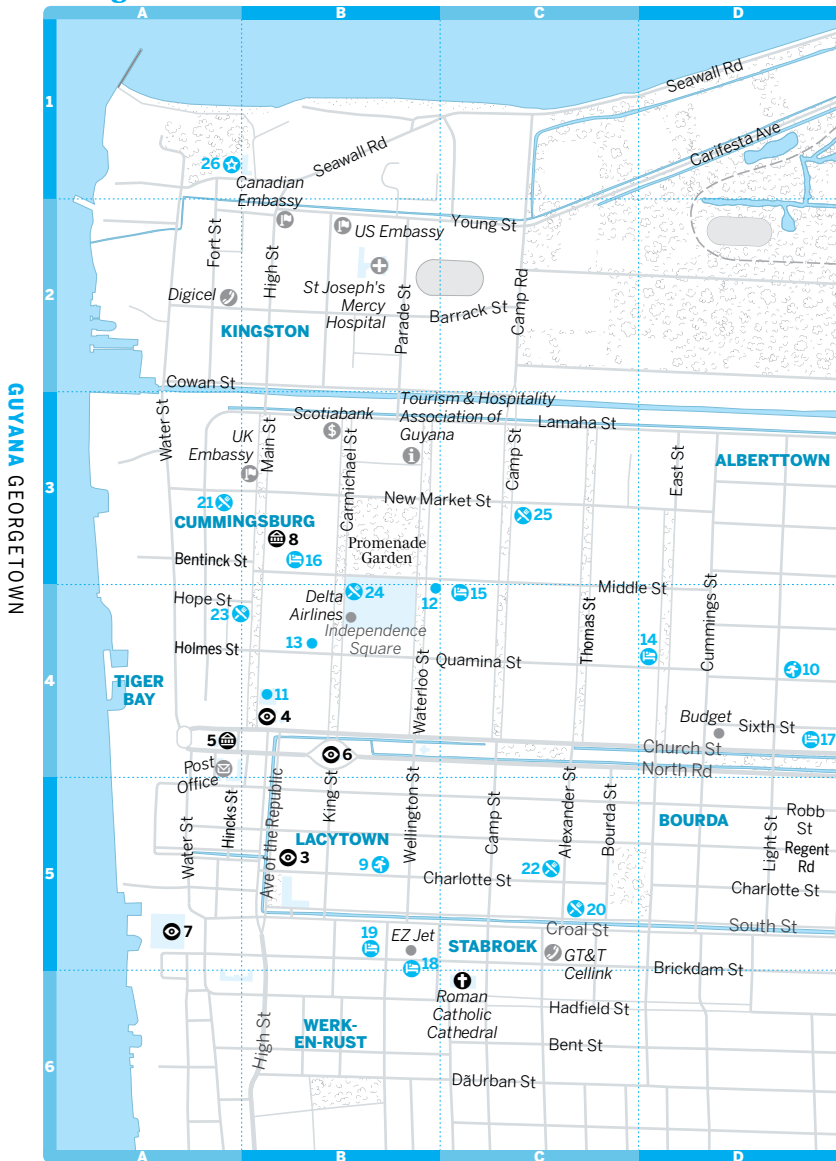 A
B
C
D
1
Seawall Rd
Carifesta Ave
Seawall Rd
26
Canadian
Embassy
US Embassy
Young St
Fort St
High St
2
Digicel
St Joseph's
Mercy
Hospital
Parade St
Barrack St
Camp Rd
KINGSTON
Cowan St
GUYANA GEORGETOWN
Tourism & Hospitality
Association of
Guyana
Scotiabank
Lamaha St
Water St
UK
Embassy
Main St
Carmichael St
Camp St
East St
ALBERTTOWN
3
New Market St
21
25
CUMMINGSBURG
8
Promenade
Garden
Bentinck St
16
Middle St
Hope St
23
Delta
Airlines
24
12
15
Thomas St
Cummings St
Independence
Square
13
14
Holmes St
Quamina St
10
4
TIGER
BAY
11
4
Waterloo St
Budget
Sixth St
17
5
6
Church St
North Rd
Post
Office
Hincks St
Ave of the Republic
King St
Wellington St
Camp St
Alexander St
Bourda St
BOURDA
Robb
St
Light St
Regent
Rd
Water St
LACYTOWN
3
9
22
5
Charlotte St
Charlotte St
20
South St
7
Croal St
19
EZ Jet
STABROEK
GT&T
Cellink
18
Brickdam St
Roman
Catholic
Cathedral
Hadfield St
High St
WERK-
EN-RUST
Bent St
6
DãUrban St
A
B
C
D